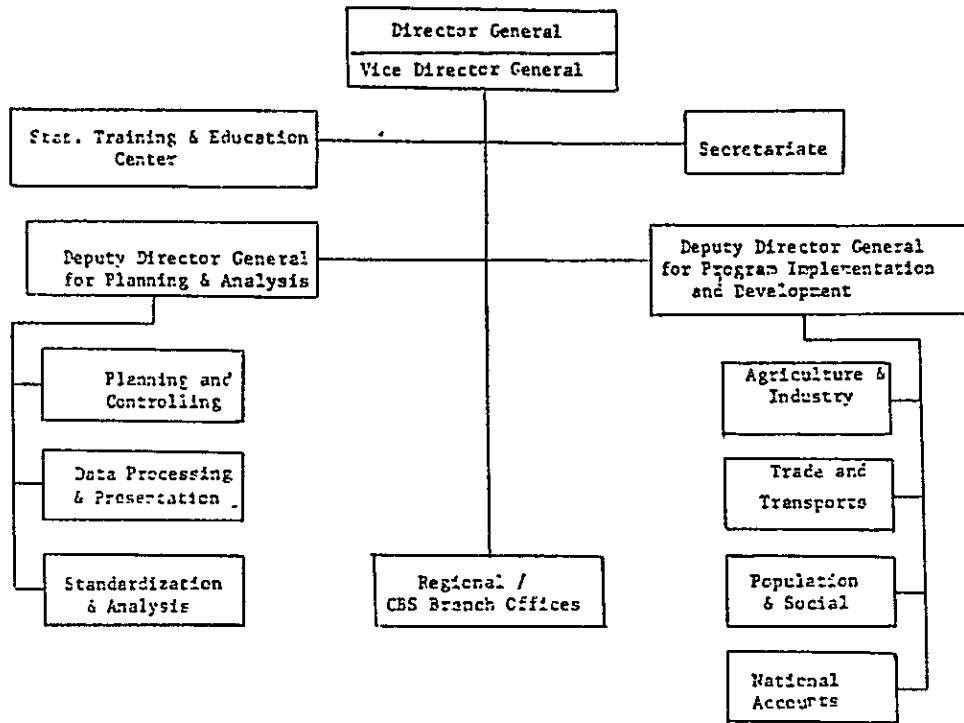 Director General
Vice Director General
Stat. Training & Education
Center
Secretariate
Deputy Director General
for Planning & Analysis
Deputy Director General
for Program Implementation
and Development
Planning and
Controlling
Data Processing
& Presentation
Standardization
& Analysis
Regional /
CBS Branch Offices
Agriculture &
Industry
Trade and
Transports
Population
& Social
National
Accounts